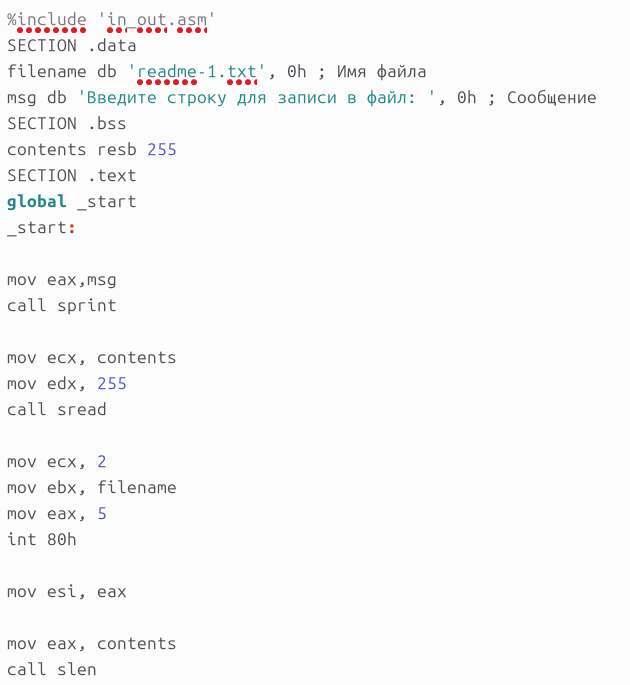 %include 'in_out.asm'
SECTION .data
filename db 'readme-1.txt', 0h ; Имя файла
msg db 'Введите строку для записи в файл: ', 0h ; Сообщение
SECTION .bss
contents resb 255
SECTION .text
global _start
_start:
mov eax,msg
call sprint
mov ecx, contents
mov edx, 255
call sread
mov ecx, 2
mov ebx, filename
mov eax, 5
int 80h
mov esi, eax
mov eax, contents
call slen